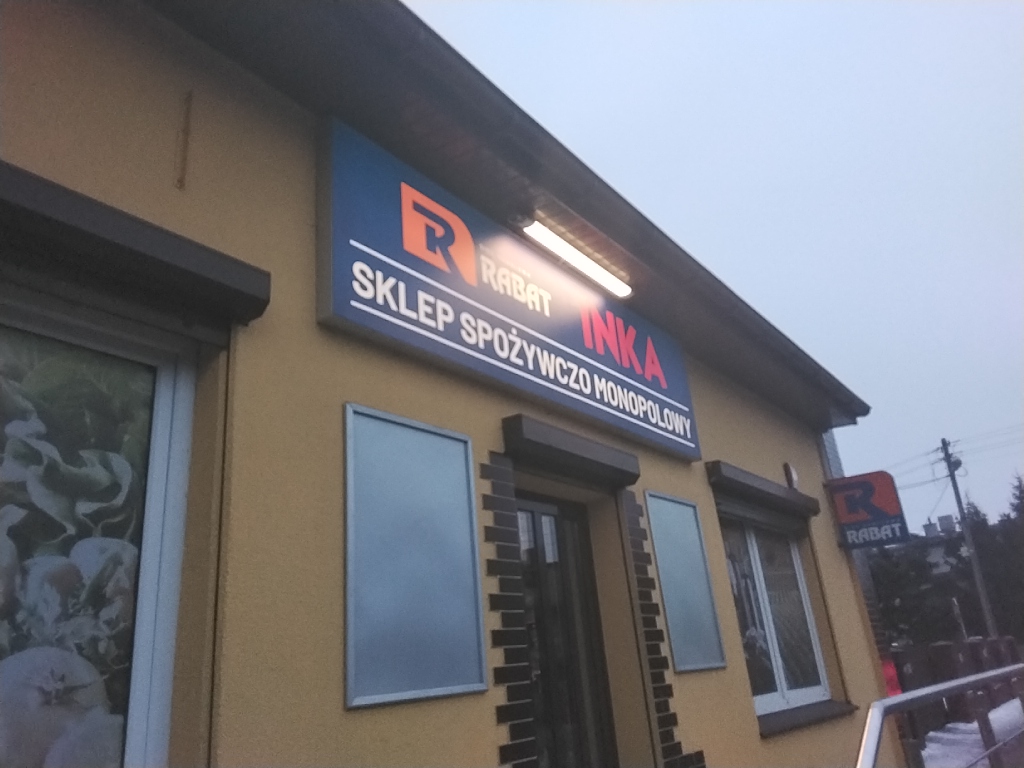 R
RABAT
INKA
SKLEP SPOŻYWCZO MONOPOLOWY
R
RABAT